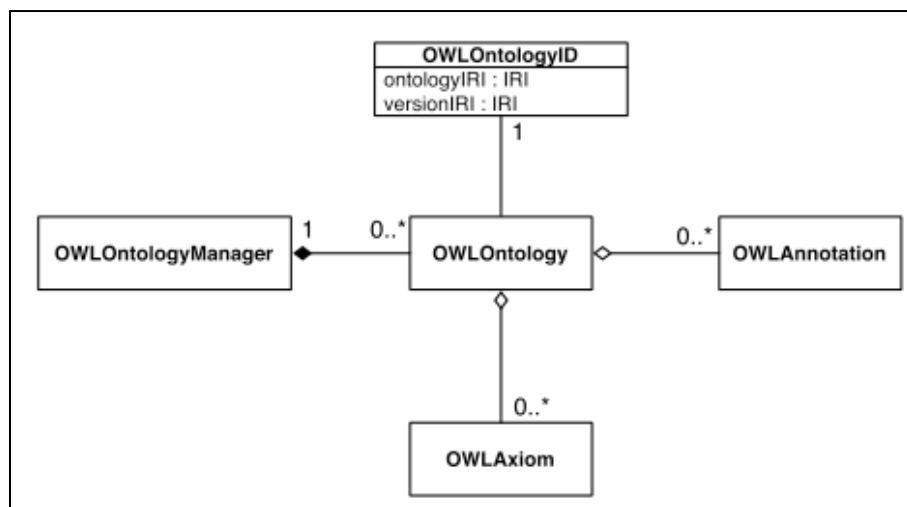 OWLOntologyID
ontologyIRI : IRI
versionIRI : IRI
1
OWLOntologyManager
1
0..*
OWLOntology
0..*
OWLAnnotation
0..*
OWLAxiom